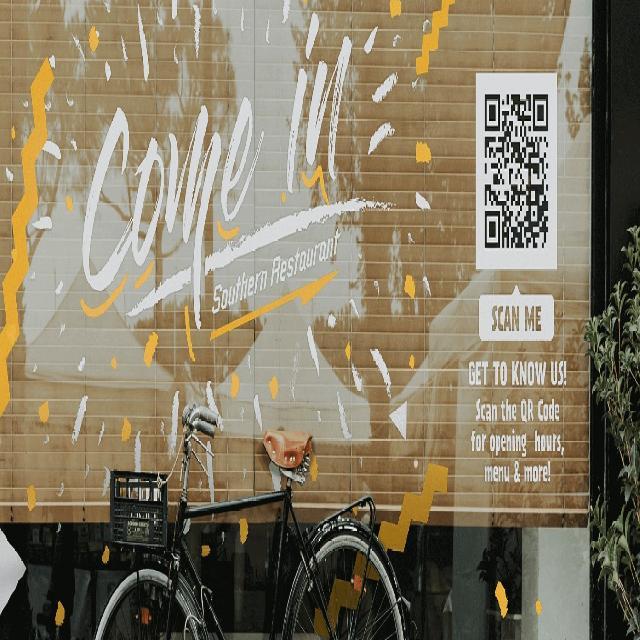 Come in
Southern Restaurant
SCAN ME
GET TO KNOW US!
Scan the QR Code
for opening hours,
menu & more!